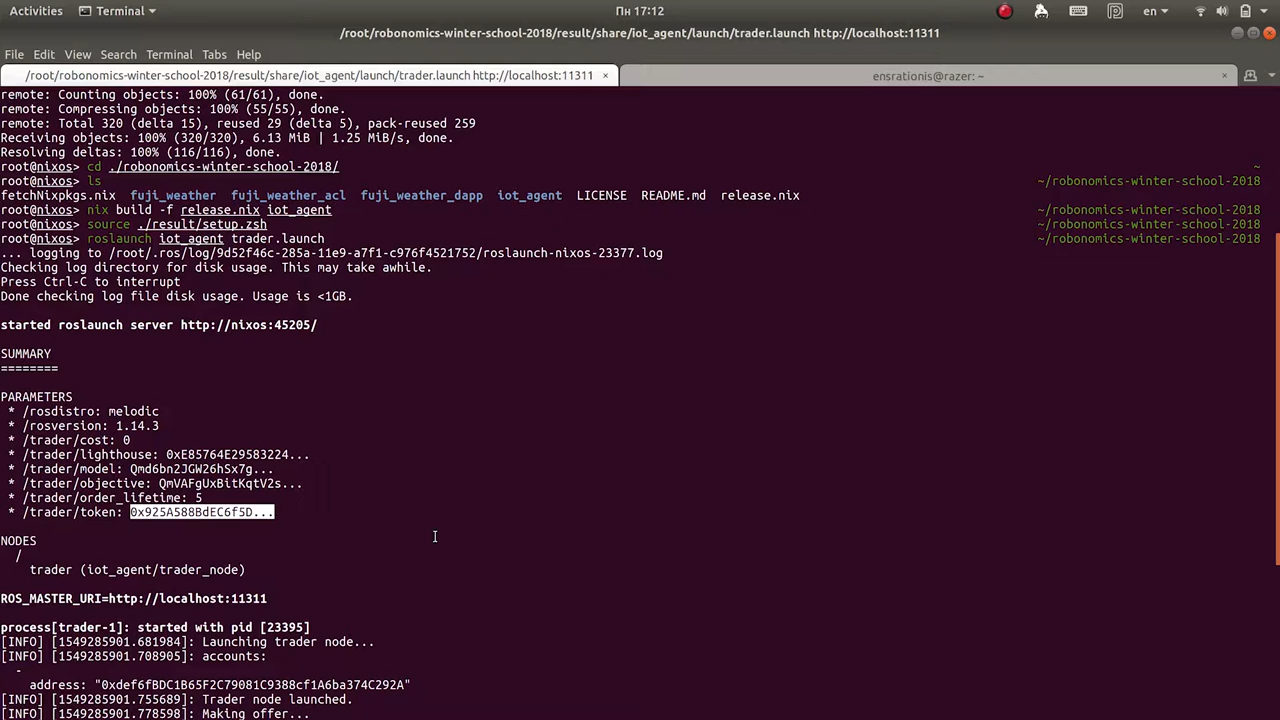 Activities Terminal Пн 17:12 en
/root/robonomics-winter-school-2018/result/share/iot_agent/launch/trader.launch http://localhost:11311
File Edit View Search Terminal Tabs Help
/root/robonomics-winter-school-2018/result/share/iot_agent/launch/trader.launch http://localhost:11311 × ensrationis@razer: ~ ×
remote: Counting objects: 100% (61/61), done.
remote: Compressing objects: 100% (55/55), done.
remote: Total 320 (delta 15), reused 29 (delta 5), pack-reused 259
Receiving objects: 100% (320/320), 6.13 MiB | 1.25 MiB/s, done.
Resolving deltas: 100% (116/116), done.
root@nixos> cd ./robonomics-winter-school-2018/ ~
root@nixos> ls ~/robonomics-winter-school-2018
fetchNixpkgs.nix fuji_weather fuji_weather_acl fuji_weather_dapp iot_agent LICENSE README.md release.nix
root@nixos> nix build -f release.nix iot_agent ~/robonomics-winter-school-2018
root@nixos> source ./result/setup.zsh ~/robonomics-winter-school-2018
root@nixos> roslaunch iot_agent trader.launch ~/robonomics-winter-school-2018
... logging to /root/.ros/log/9d52f46c-285a-11e9-a7f1-c976f4521752/roslaunch-nixos-23377.log
Checking log directory for disk usage. This may take awhile.
Press Ctrl-C to interrupt
Done checking log file disk usage. Usage is <1GB.
started roslaunch server http://nixos:45205/
SUMMARY
========
PARAMETERS
* /rosdistro: melodic
* /rosversion: 1.14.3
* /trader/cost: 0
* /trader/lighthouse: 0xE85764E29583224...
* /trader/model: Qmd6bn2JGW26hSx7g...
* /trader/objective: QmVAFgUxBitKqtV2s...
* /trader/order_lifetime: 5
* /trader/token: 0x925A588BdEC6f5D...
NODES
/
trader (iot_agent/trader_node)
ROS_MASTER_URI=http://localhost:11311
process[trader-1]: started with pid [23395]
[INFO] [1549285901.681984]: Launching trader node...
[INFO] [1549285901.708905]: accounts:
-
address: "0xdef6fBDC1B65F2C79081C9388cf1A6ba374C292A"
[INFO] [1549285901.755689]: Trader node launched.
[INFO] [1549285901.778598]: Making offer...